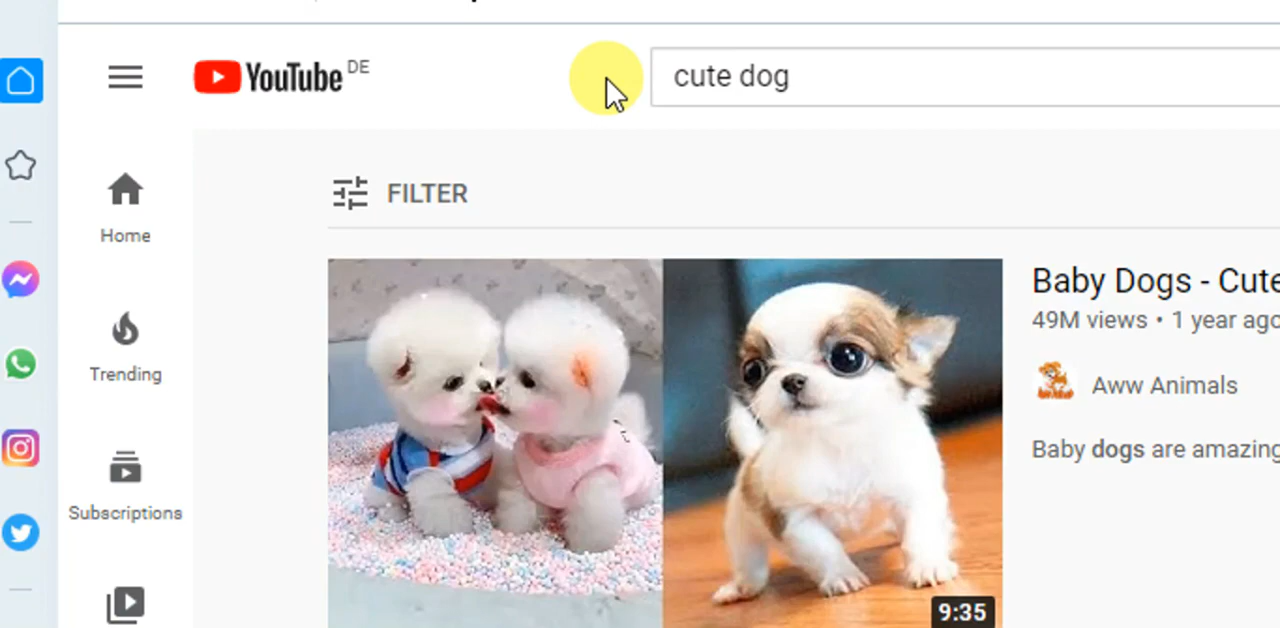 YouTube DE
cute dog
FILTER
Home
Trending
Subscriptions
Baby Dogs - Cute
49M views • 1 year ago
Aww Animals
Baby dogs are amazing
9:35